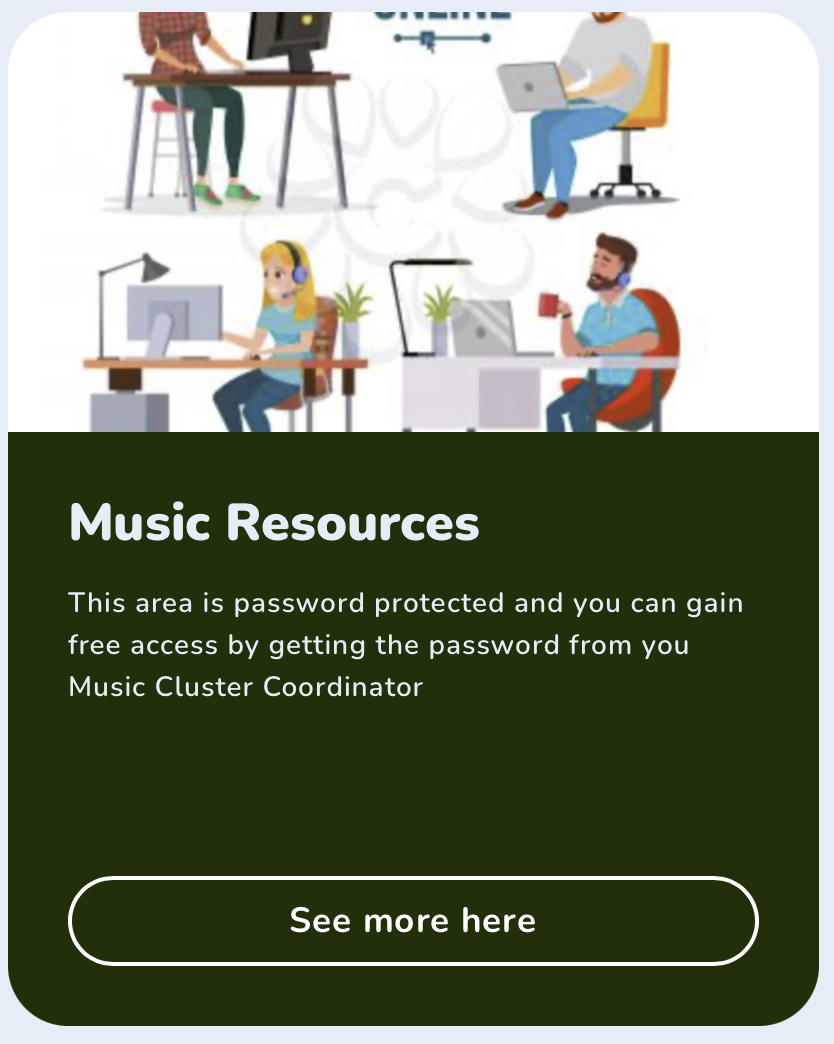 ONLINE
Music Resources
This area is password protected and you can gain
free access by getting the password from you
Music Cluster Coordinator
See more here